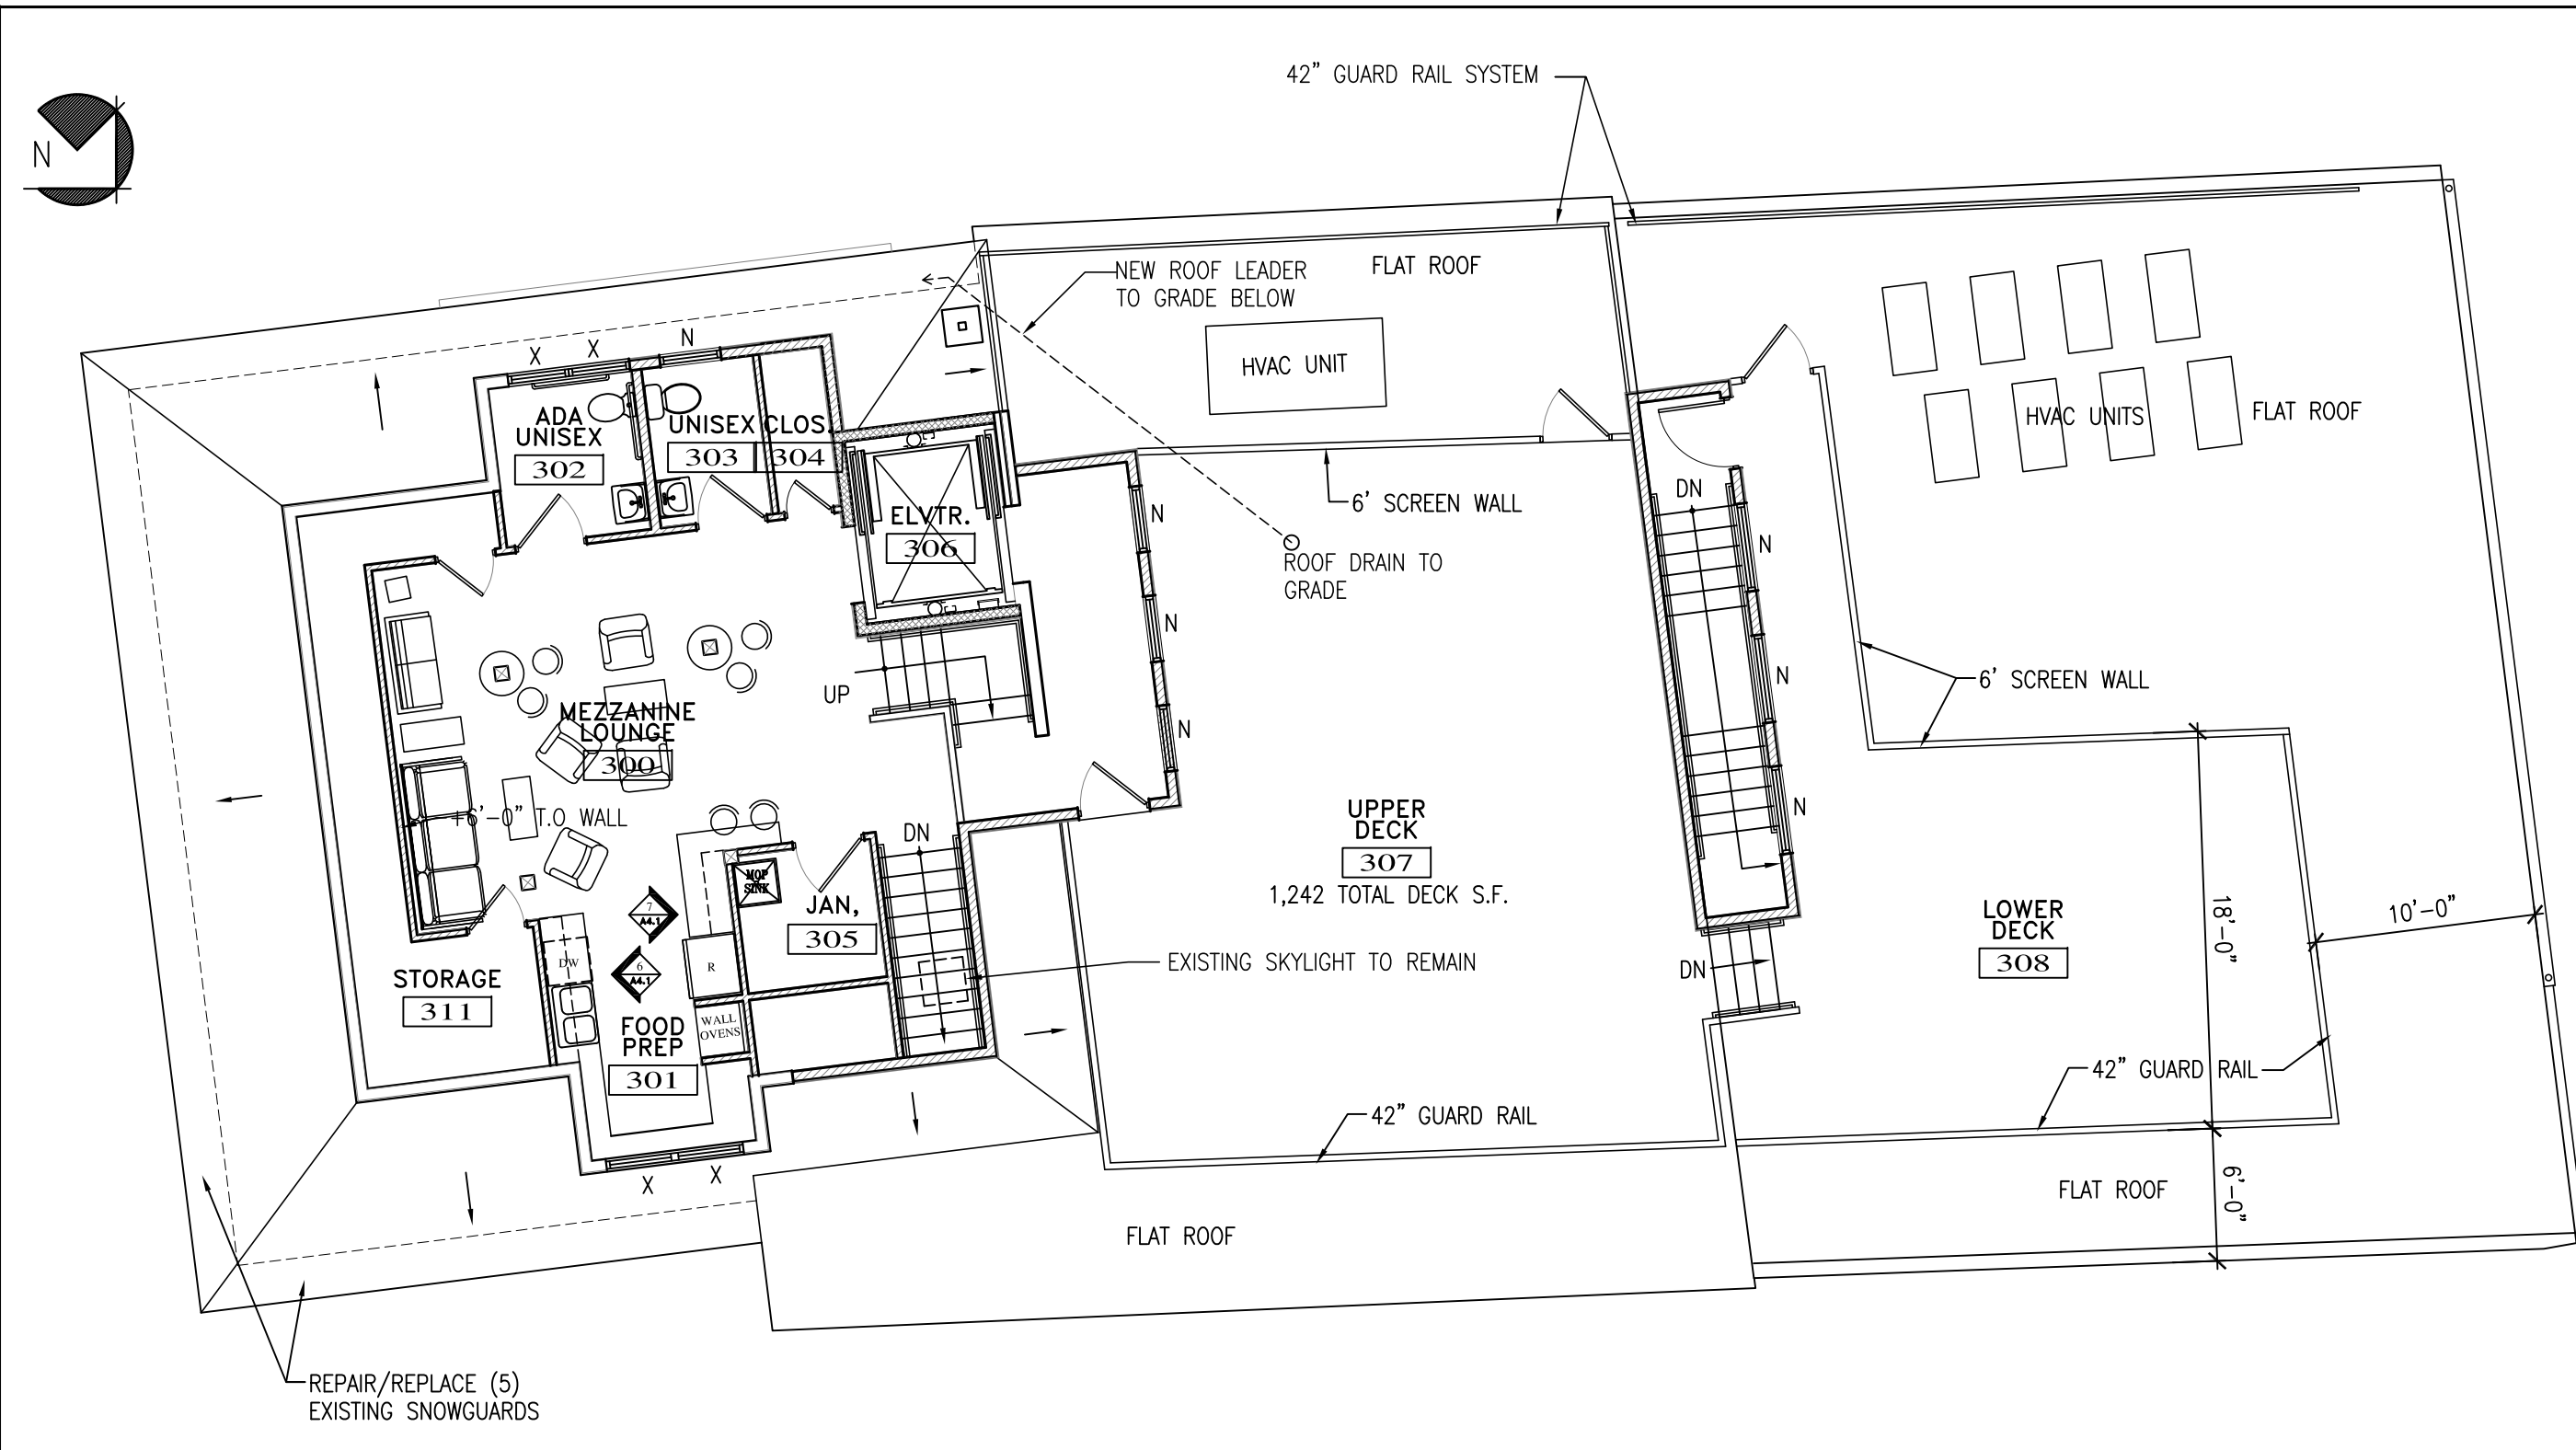 42" GUARD RAIL SYSTEM
N
NEW ROOF LEADER
TO GRADE BELOW
FLAT ROOF
HVAC UNIT
X
X
N
ADA
UNISEX
302
UNISEX
303
CLOS.
304
ELVTR.
306
N
N
N
6' SCREEN WALL
ROOF DRAIN TO
GRADE
HVAC UNITS
FLAT ROOF
DN
N
N
N
6' SCREEN WALL
UP
MEZZANINE
LOUNGE
300
+6'-0" T.O WALL
DN
MOP
SINK
JAN,
305
7
A4.1
6
A4.1
DW
R
WALL
OVENS
STORAGE
311
FOOD
PREP
301
X
X
UPPER
DECK
307
1,242 TOTAL DECK S.F.
EXISTING SKYLIGHT TO REMAIN
DN
LOWER
DECK
308
18'-0"
10'-0"
42" GUARD RAIL
42" GUARD RAIL
6'-0"
FLAT ROOF
FLAT ROOF
REPAIR/REPLACE (5)
EXISTING SNOWGUARDS